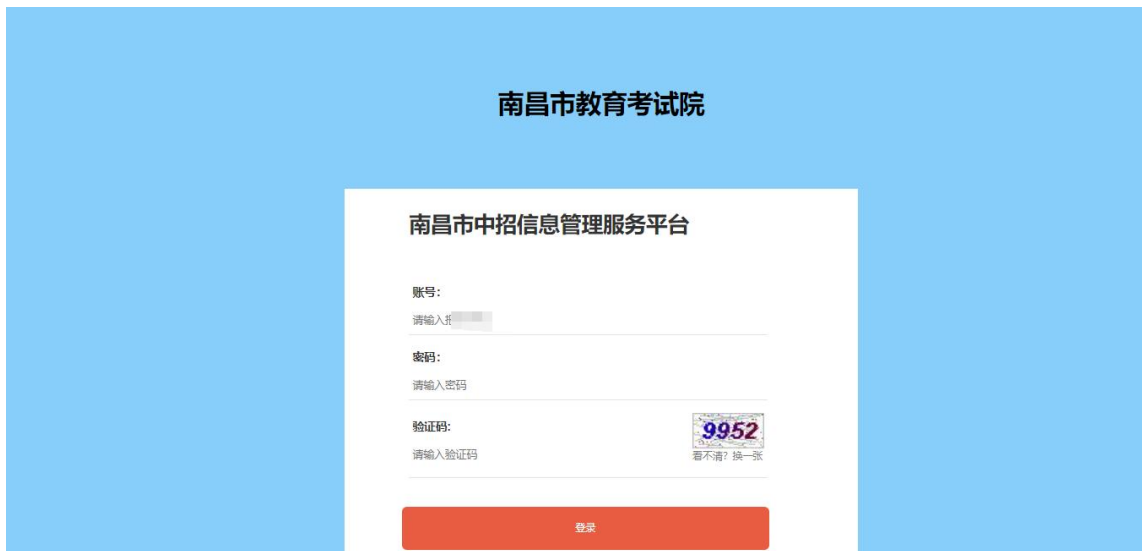 南昌市教育考试院
南昌市中招信息管理服务平台
账号：
请输入
密码：
请输入密码
验证码：
9952
请输入验证码
看不清？换一张
登录